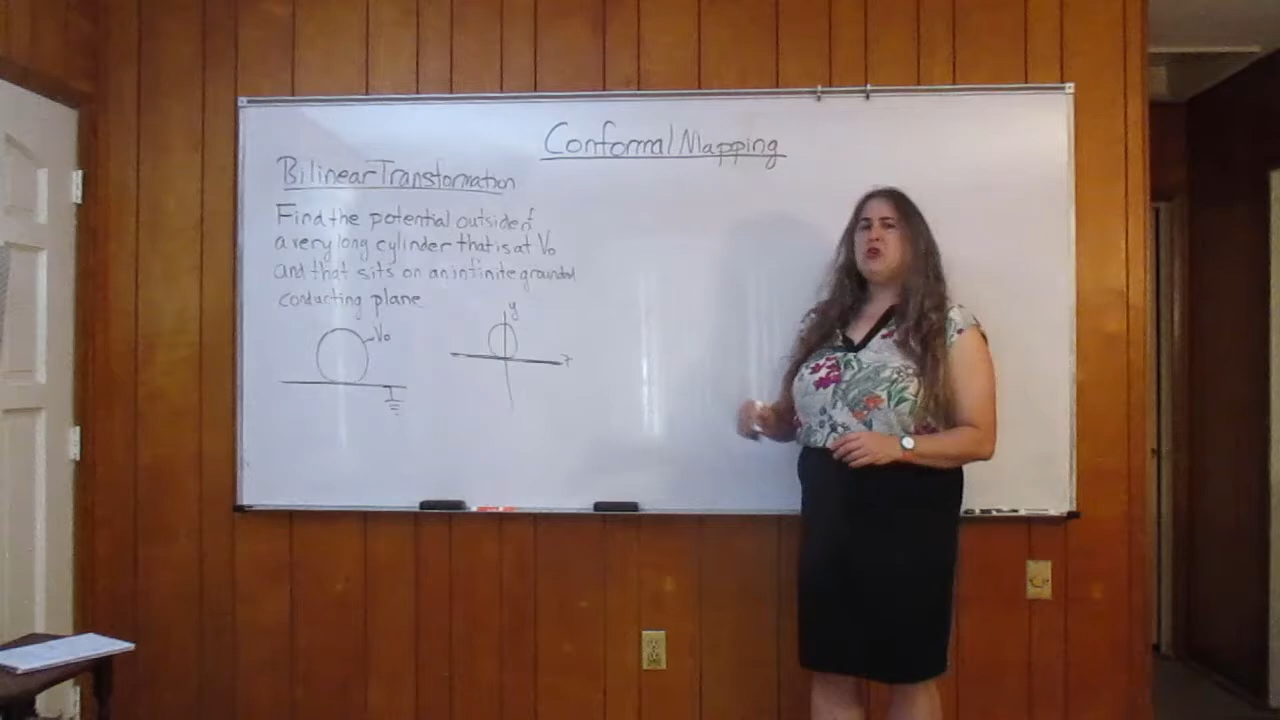 Conformal Mapping
Bilinear Transformation
Find the potential outside of
a very long cylinder that is at V₀
and that sits on an infinite grounded
conducting plane
V₀
y
x